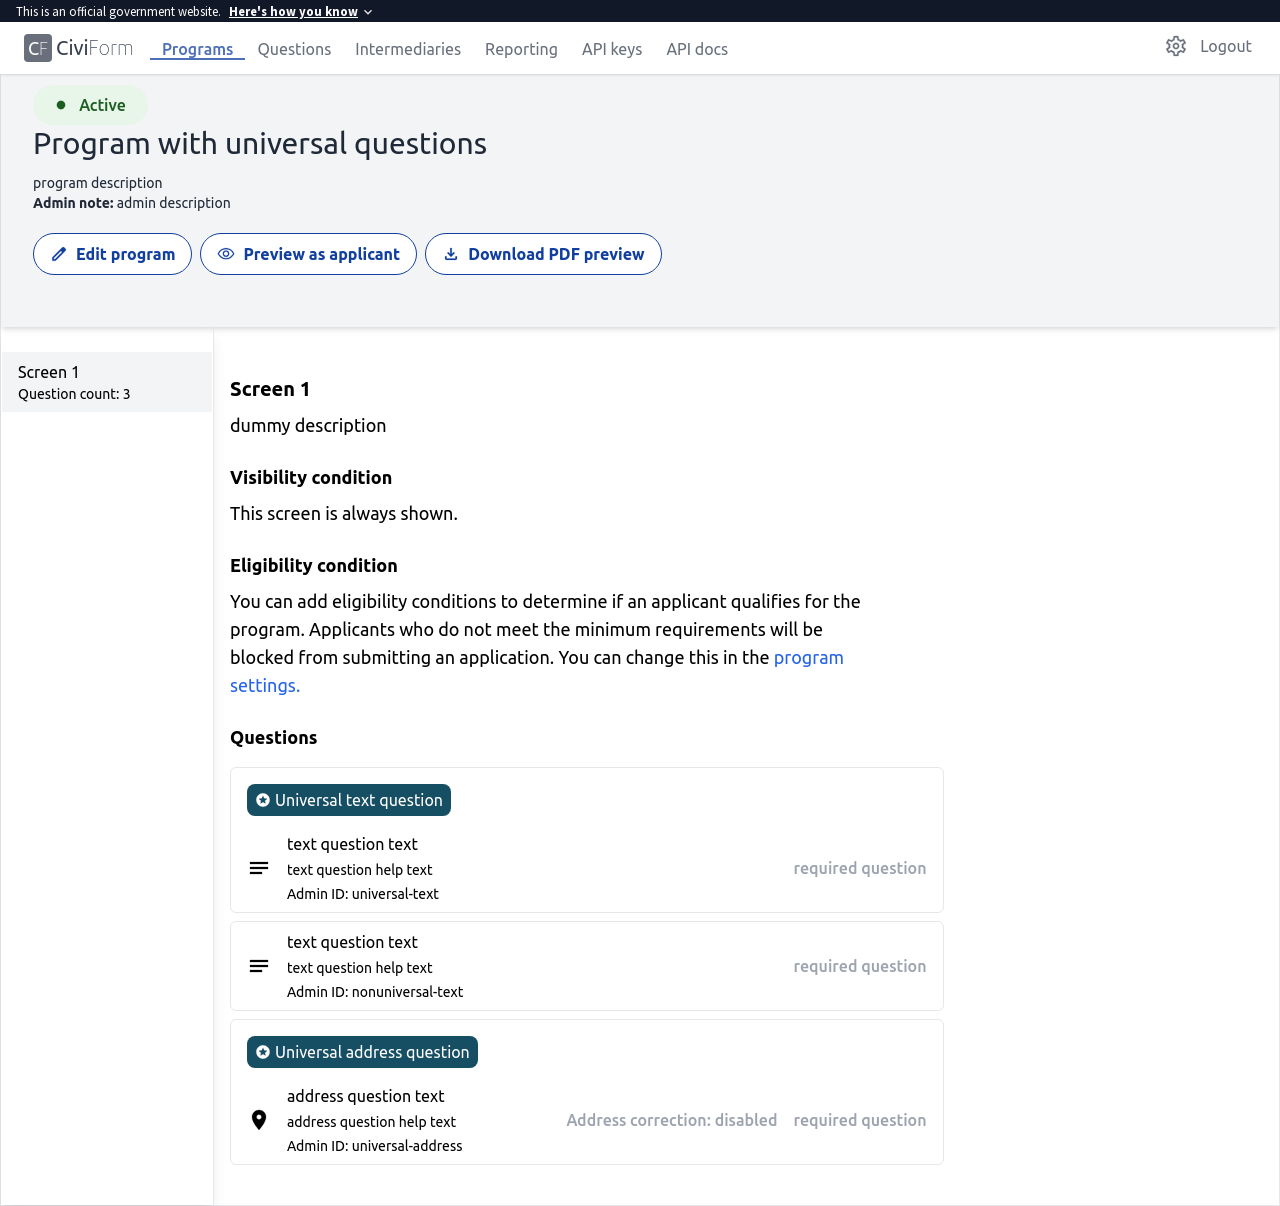 This is an official government website. Here's how you know
CF CiviForm Programs Questions Intermediaries Reporting API keys API docs Logout
Active
Program with universal questions
program description
Admin note: admin description
Edit program Preview as applicant Download PDF preview
Screen 1
Question count: 3
Screen 1
dummy description
Visibility condition
This screen is always shown.
Eligibility condition
You can add eligibility conditions to determine if an applicant qualifies for the
program. Applicants who do not meet the minimum requirements will be
blocked from submitting an application. You can change this in the program
settings.
Questions
Universal text question
text question text
text question help text
Admin ID: universal-text
required question
text question text
text question help text
Admin ID: nonuniversal-text
required question
Universal address question
address question text
address question help text
Admin ID: universal-address
Address correction: disabled required question